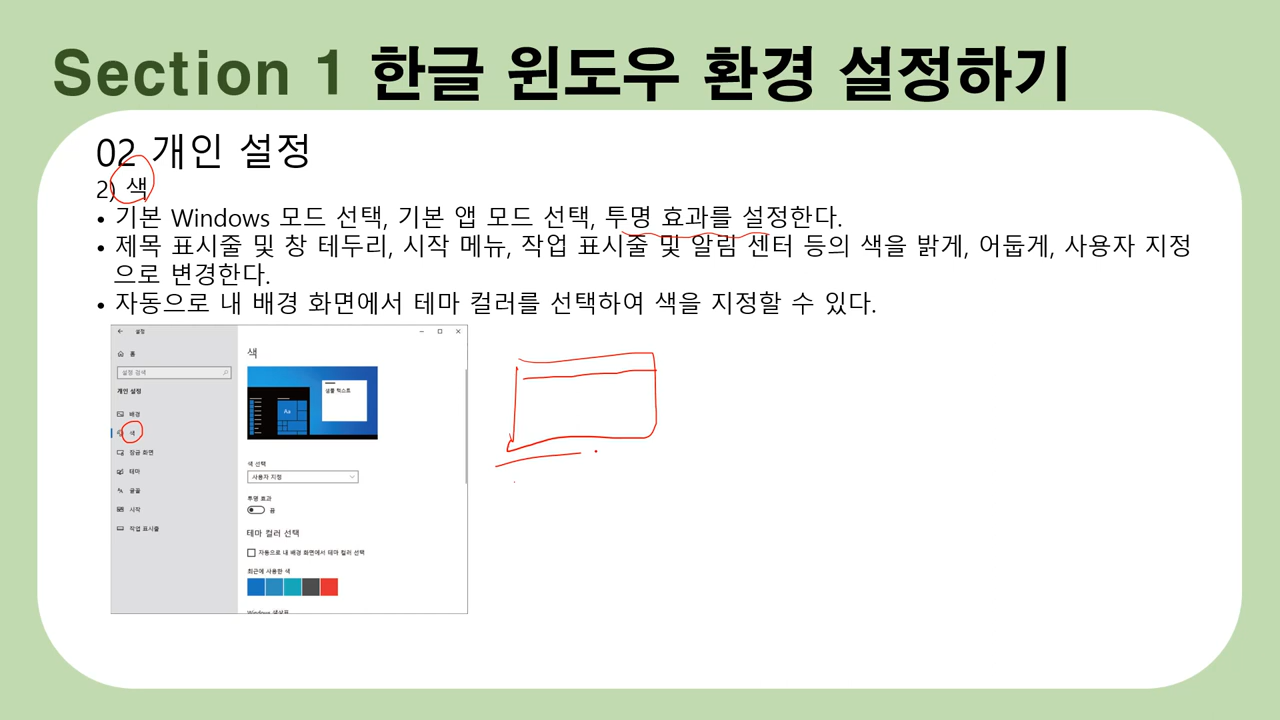 Section 1 한글 윈도우 환경 설정하기
02 개인 설정
2) 색
• 기본 Windows 모드 선택, 기본 앱 모드 선택, 투명 효과를 설정한다.
• 제목 표시줄 및 창 테두리, 시작 메뉴, 작업 표시줄 및 알림 센터 등의 색을 밝게, 어둡게, 사용자 지정
으로 변경한다.
• 자동으로 내 배경 화면에서 테마 컬러를 선택하여 색을 지정할 수 있다.
설정
홈
설정 검색
개인 설정
배경
색
잠금 화면
테마
글꼴
시작
작업 표시줄
색
샘플 텍스트
Aa
색 선택
사용자 지정
투명 효과
끔
테마 컬러 선택
자동으로 내 배경 화면에서 테마 컬러 선택
최근에 사용한 색
Windows 색상표